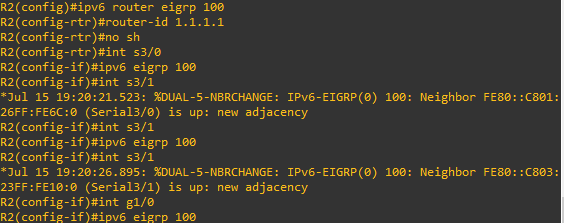 R2(config)#ipv6 router eigrp 100
R2(config-rtr)#router-id 1.1.1.1
R2(config-rtr)#no sh
R2(config-rtr)#int s3/0
R2(config-if)#ipv6 eigrp 100
R2(config-if)#int s3/1
*Jul 15 19:20:21.523: %DUAL-5-NBRCHANGE: IPv6-EIGRP(0) 100: Neighbor FE80::C801:
26FF:FE6C:0 (Serial3/0) is up: new adjacency
R2(config-if)#int s3/1
R2(config-if)#ipv6 eigrp 100
R2(config-if)#int s3/1
*Jul 15 19:20:26.895: %DUAL-5-NBRCHANGE: IPv6-EIGRP(0) 100: Neighbor FE80::C803:
23FF:FE10:0 (Serial3/1) is up: new adjacency
R2(config-if)#int g1/0
R2(config-if)#ipv6 eigrp 100